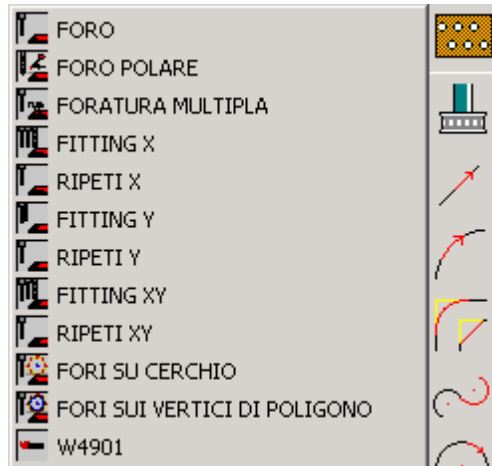 FORO
FORO POLARE
FORATURA MULTIPLA
FITTING X
RIPETI X
FITTING Y
RIPETI Y
FITTING XY
RIPETI XY
FORI SU CERCHIO
FORI SUI VERTICI DI POLIGONO
W4901